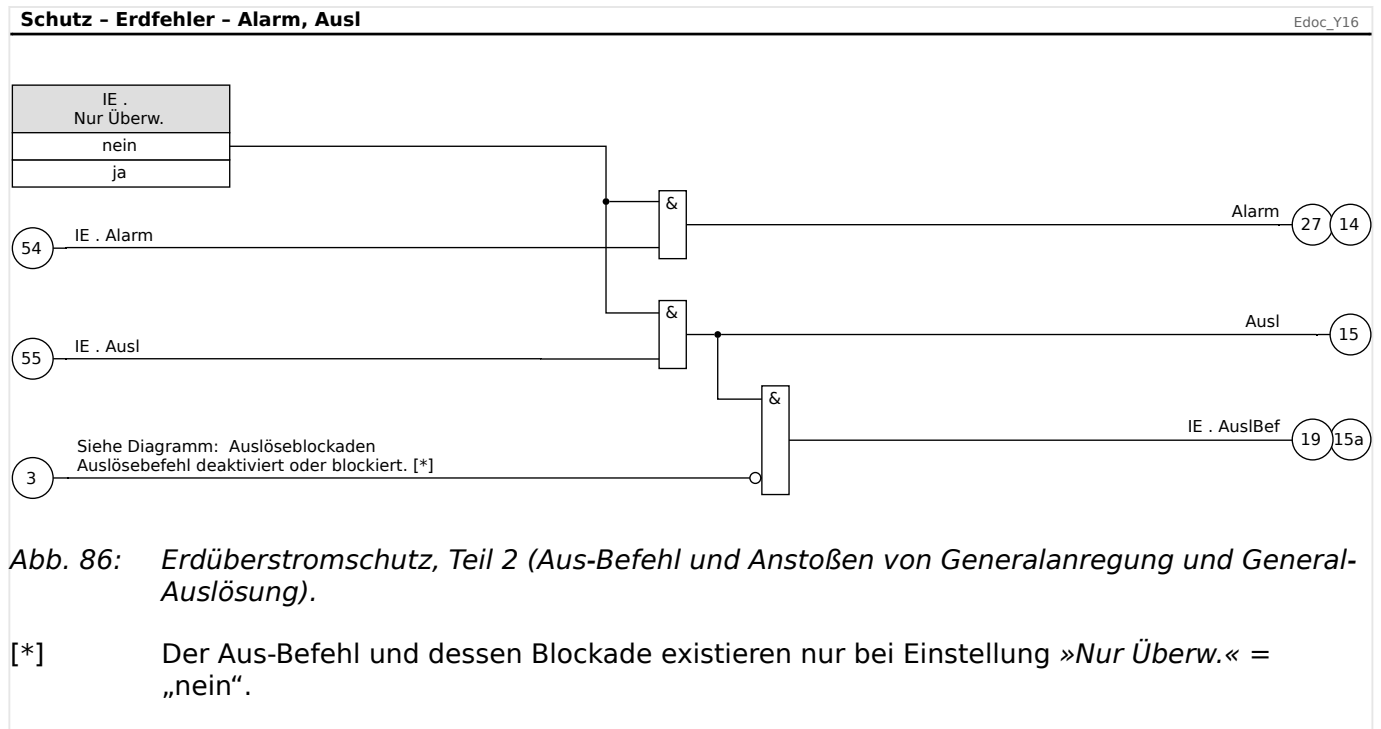 Schutz – Erdfehler – Alarm, Ausl
Edoc_Y16
IE .
Nur Überw.
nein
ja
&
Alarm
27
14
54
IE . Alarm
&
Ausl
15
55
IE . Ausl
&
IE . AuslBef
19
15a
Siehe Diagramm: Auslöseblockaden
Auslösebefehl deaktiviert oder blockiert. [*]
3
Abb. 86: Erdüberstromschutz, Teil 2 (Aus-Befehl und Anstoßen von Generalanregung und General-
Auslösung).
[*] Der Aus-Befehl und dessen Blockade existieren nur bei Einstellung »Nur Überw.« =
„nein“.